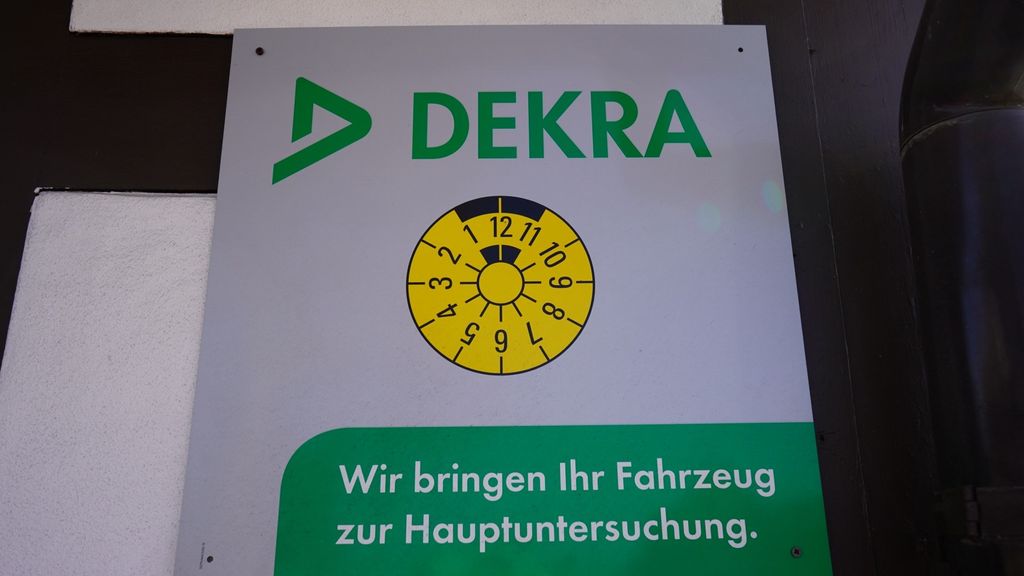 DEKRA
1 12 11
2 10
3 9
4 8
5 6 7
Wir bringen Ihr Fahrzeug
zur Hauptuntersuchung.